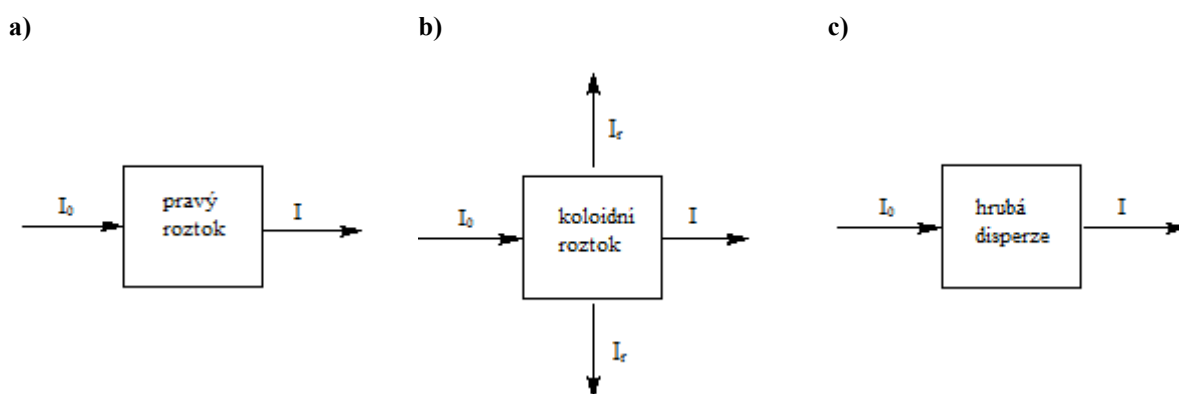 a)
b)
c)
I₀
pravý
roztok
I
Iᵣ
I₀
koloidní
roztok
I
Iᵣ
I₀
hrubá
disperze
I